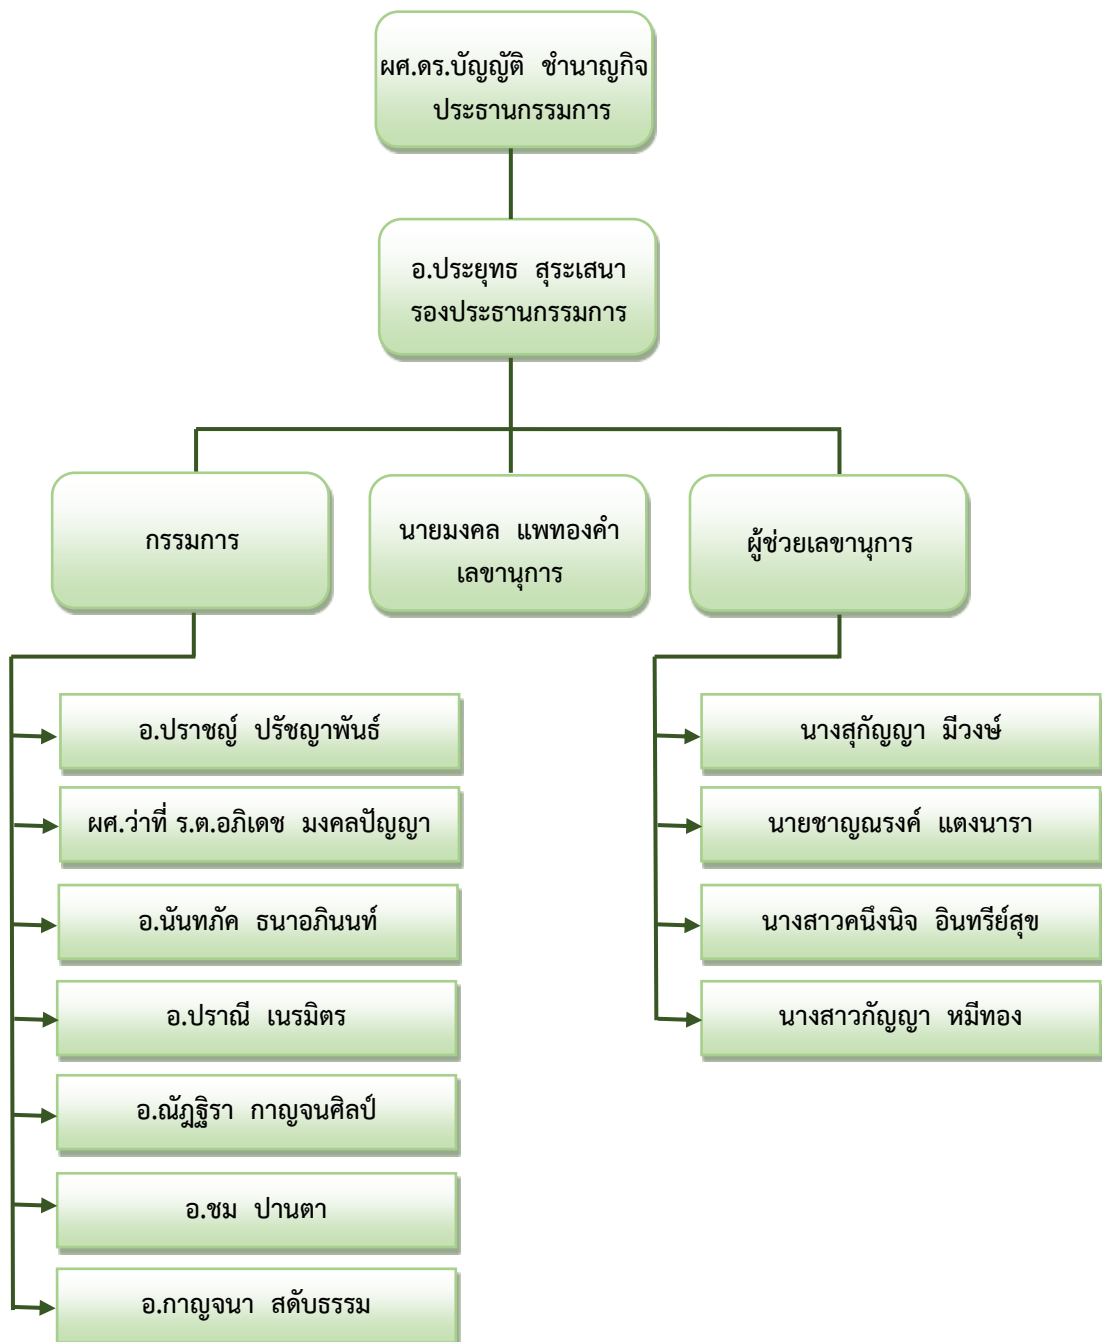 ผศ.ดร.บัญญัติ ชำนาญกิจ
ประธานกรรมการ
อ.ประยุทธ สุระเสนา
รองประธานกรรมการ
กรรมการ
นายมงคล แพทองคำ
เลขานุการ
ผู้ช่วยเลขานุการ
อ.ปราชญ์ ปรัชญาพันธ์
ผศ.ว่าที่ ร.ต.อภิเดช มงคลปัญญา
อ.นันทภัค ธนาอภินนท์
อ.ปราณี เนรมิตร
อ.ณัฎฐิรา กาญจนศิลป์
อ.ชม ปานตา
อ.กาญจนา สดับธรรม
นางสุกัญญา มีวงษ์
นายชาญณรงค์ แตงนารา
นางสาวคนึงนิจ อินทรีย์สุข
นางสาวกัญญา หมีทอง